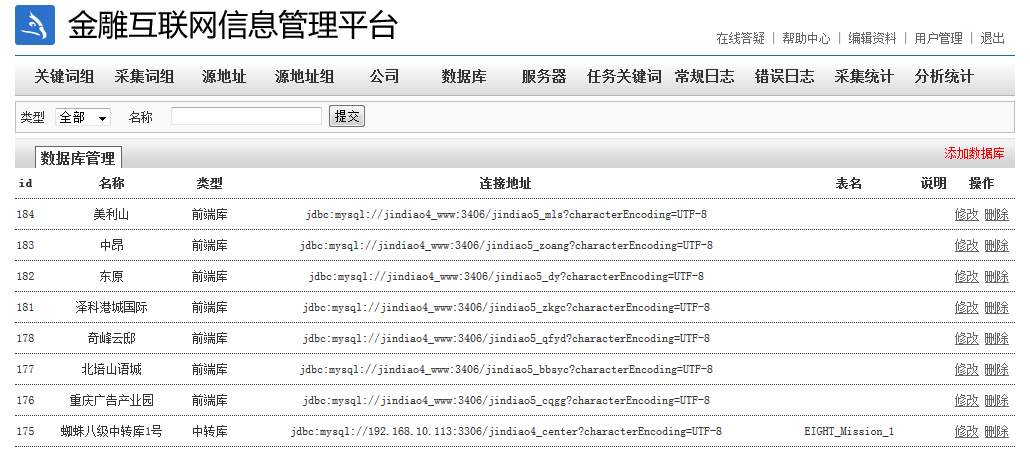 金雕互联网信息管理平台
在线答疑 | 帮助中心 | 编辑资料 | 用户管理 | 退出
关键词组 采集词组 源地址 源地址组 公司 数据库 服务器 任务关键词 常规日志 错误日志 采集统计 分析统计
类型 全部 名称 提交
数据库管理 添加数据库
id 名称 类型 连接地址 表名 说明 操作
184 美利山 前端库 jdbc:mysql://jindiao4_www:3406/jindiao5_mls?characterEncoding=UTF-8 修改 删除
183 中昂 前端库 jdbc:mysql://jindiao4_www:3406/jindiao5_zoang?characterEncoding=UTF-8 修改 删除
182 东原 前端库 jdbc:mysql://jindiao4_www:3406/jindiao5_dy?characterEncoding=UTF-8 修改 删除
181 泽科港城国际 前端库 jdbc:mysql://jindiao4_www:3406/jindiao5_zkgc?characterEncoding=UTF-8 修改 删除
178 奇峰云邸 前端库 jdbc:mysql://jindiao4_www:3406/jindiao5_qfyd?characterEncoding=UTF-8 修改 删除
177 北培山语城 前端库 jdbc:mysql://jindiao4_www:3406/jindiao5_bbsyc?characterEncoding=UTF-8 修改 删除
176 重庆广告产业园 前端库 jdbc:mysql://jindiao4_www:3406/jindiao5_cqgg?characterEncoding=UTF-8 修改 删除
175 蜘蛛八级中转库1号 中转库 jdbc:mysql://192.168.10.113:3306/jindiao4_center?characterEncoding=UTF-8 EIGHT_Mission_1 修改 删除